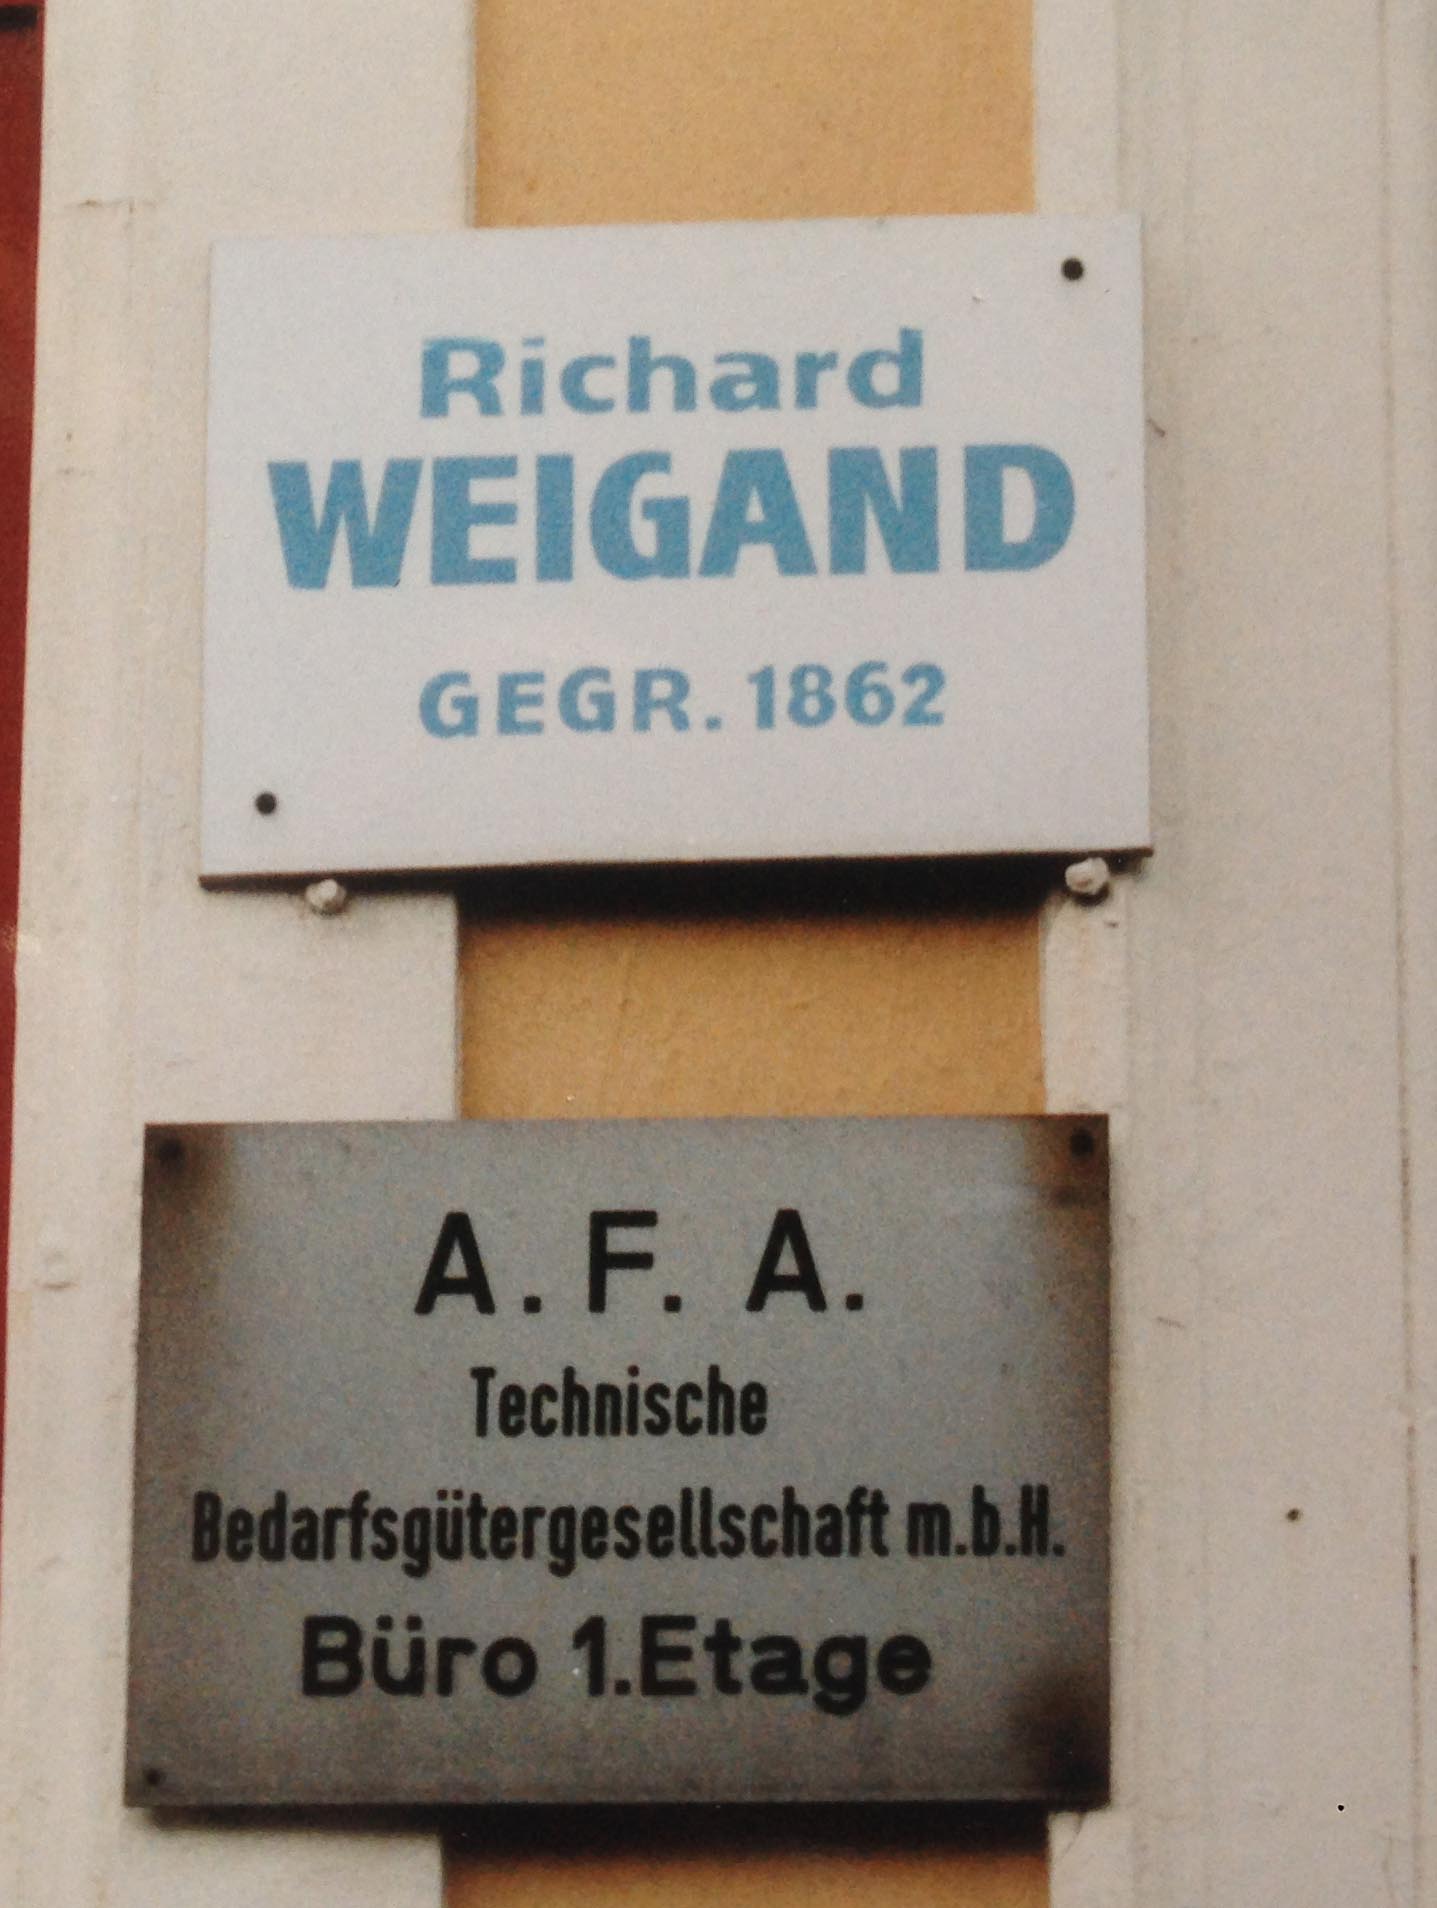 Richard
WEIGAND
GEGR. 1862
A. F. A.
Technische
Bedarfsgütergesellschaft m.b.H.
Büro 1.Etage